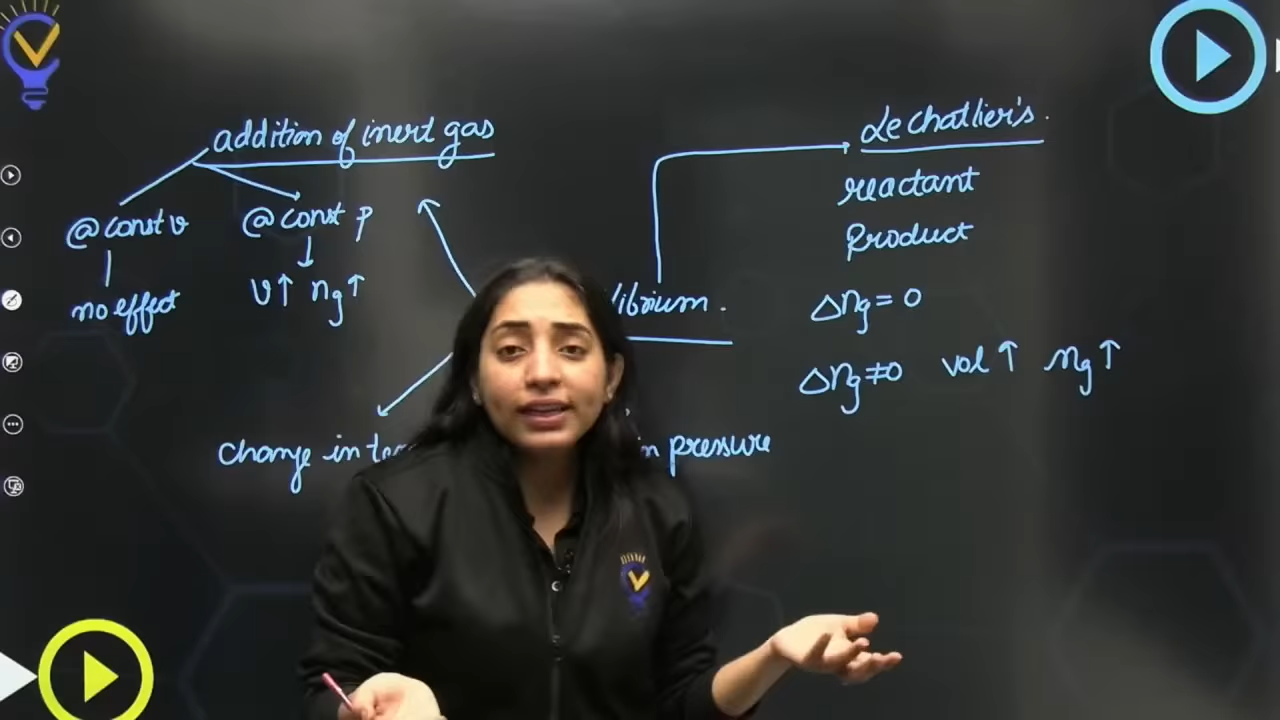 addition of inert gas
@ const v
no effect
@ const p
v↑ ng↑
Le chatlier's.
reactant
Product
Δng = 0
Δng ≠ 0 vol ↑ ng ↑
pressure
change in